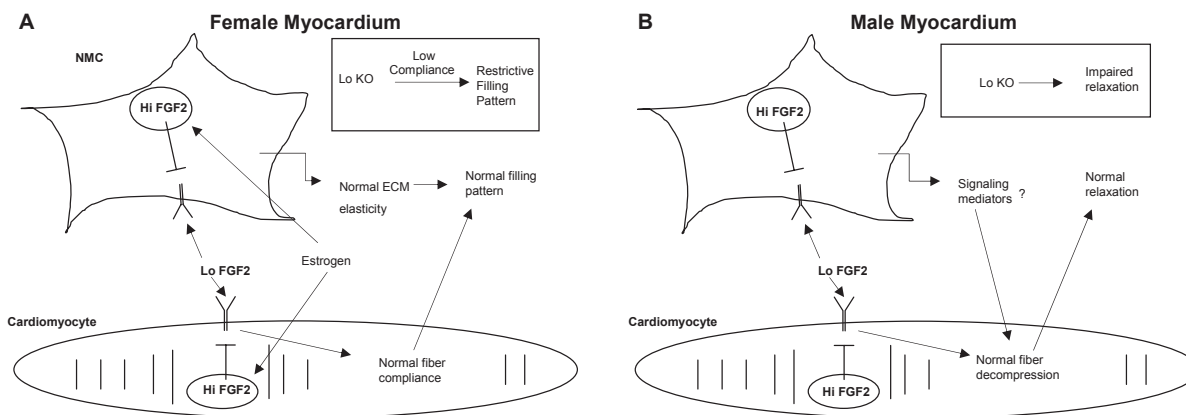 A
Female Myocardium
NMC
Hi FGF2
Lo KO
Low
Compliance
Restrictive
Filling
Pattern
Normal ECM
elasticity
Normal filling
pattern
Estrogen
Lo FGF2
Cardiomyocyte
Normal fiber
compliance
Hi FGF2
B
Male Myocardium
Hi FGF2
Lo KO
Impaired
relaxation
Signaling
mediators ?
Normal
relaxation
Lo FGF2
Cardiomyocyte
Normal fiber
decompression
Hi FGF2